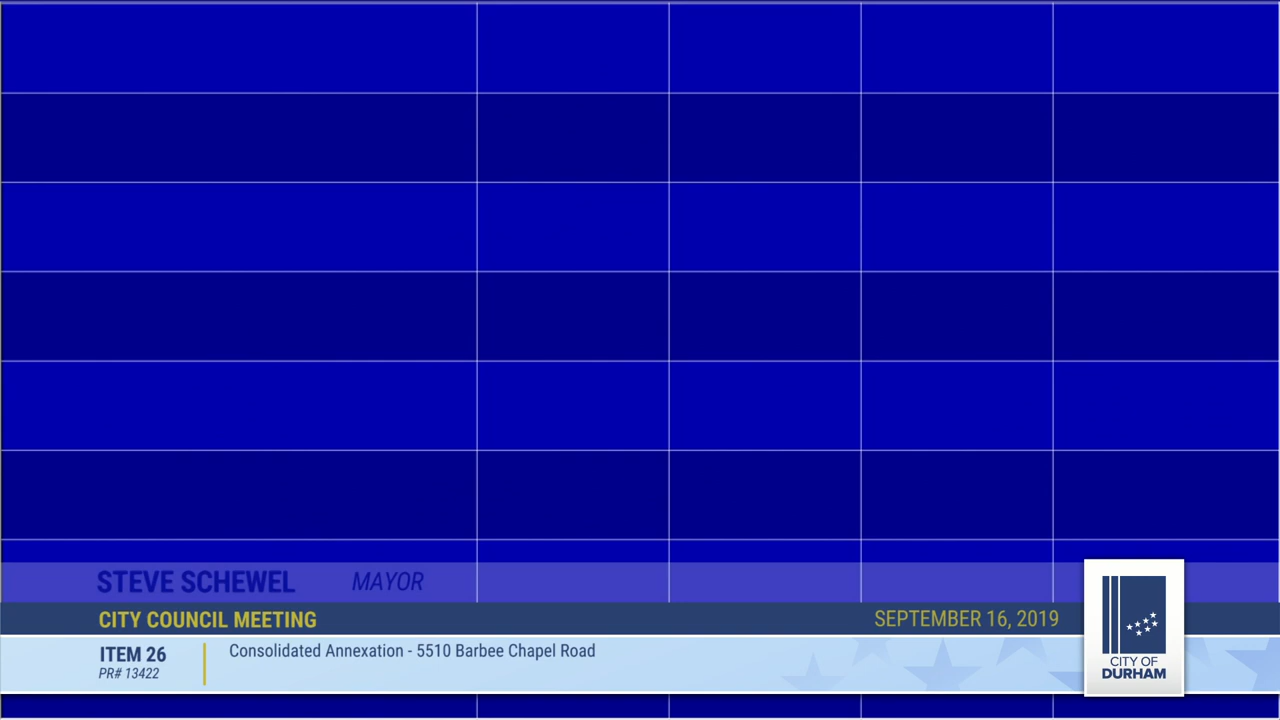 STEVE SCHEWEL MAYOR
CITY COUNCIL MEETING SEPTEMBER 16, 2019
ITEM 26 Consolidated Annexation - 5510 Barbee Chapel Road
PR# 13422
CITY OF
DURHAM